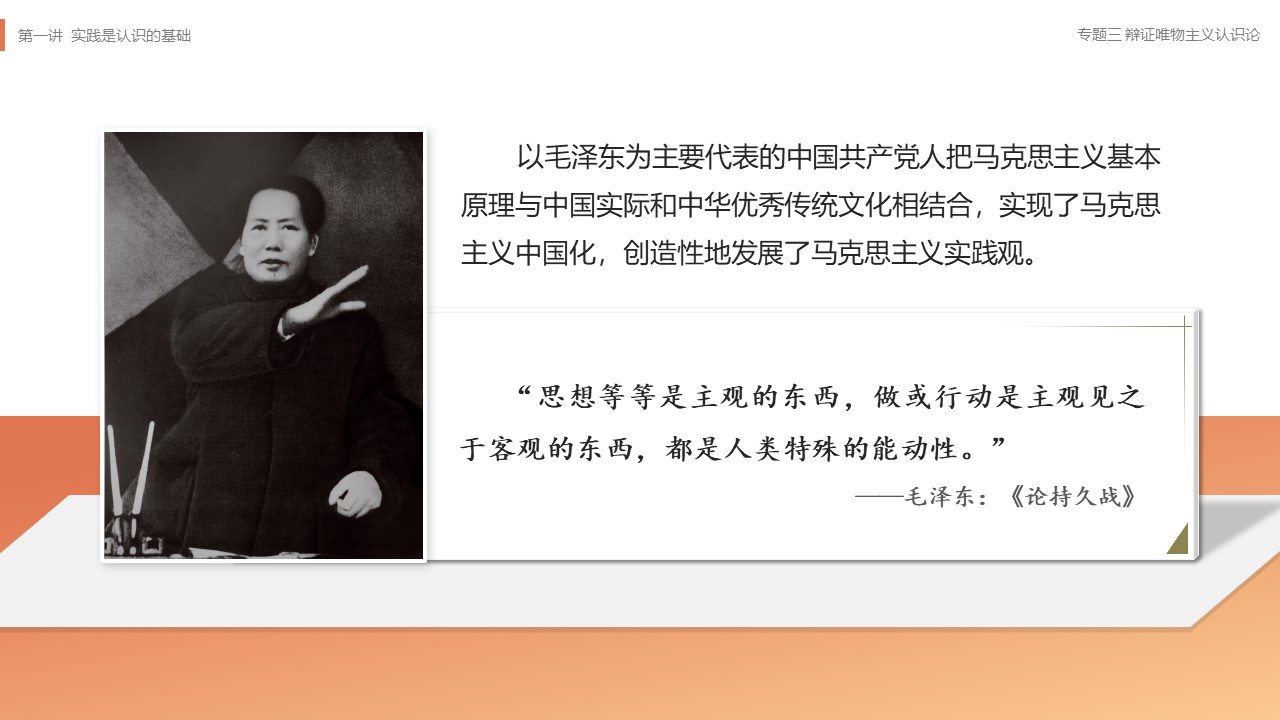 第一讲 实践是认识的基础
专题三 辩证唯物主义认识论
以毛泽东为主要代表的中国共产党人把马克思主义基本
原理与中国实际和中华优秀传统文化相结合，实现了马克思
主义中国化，创造性地发展了马克思主义实践观。
“思想等等是主观的东西，做或行动是主观见之
于客观的东西，都是人类特殊的能动性。”
——毛泽东：《论持久战》